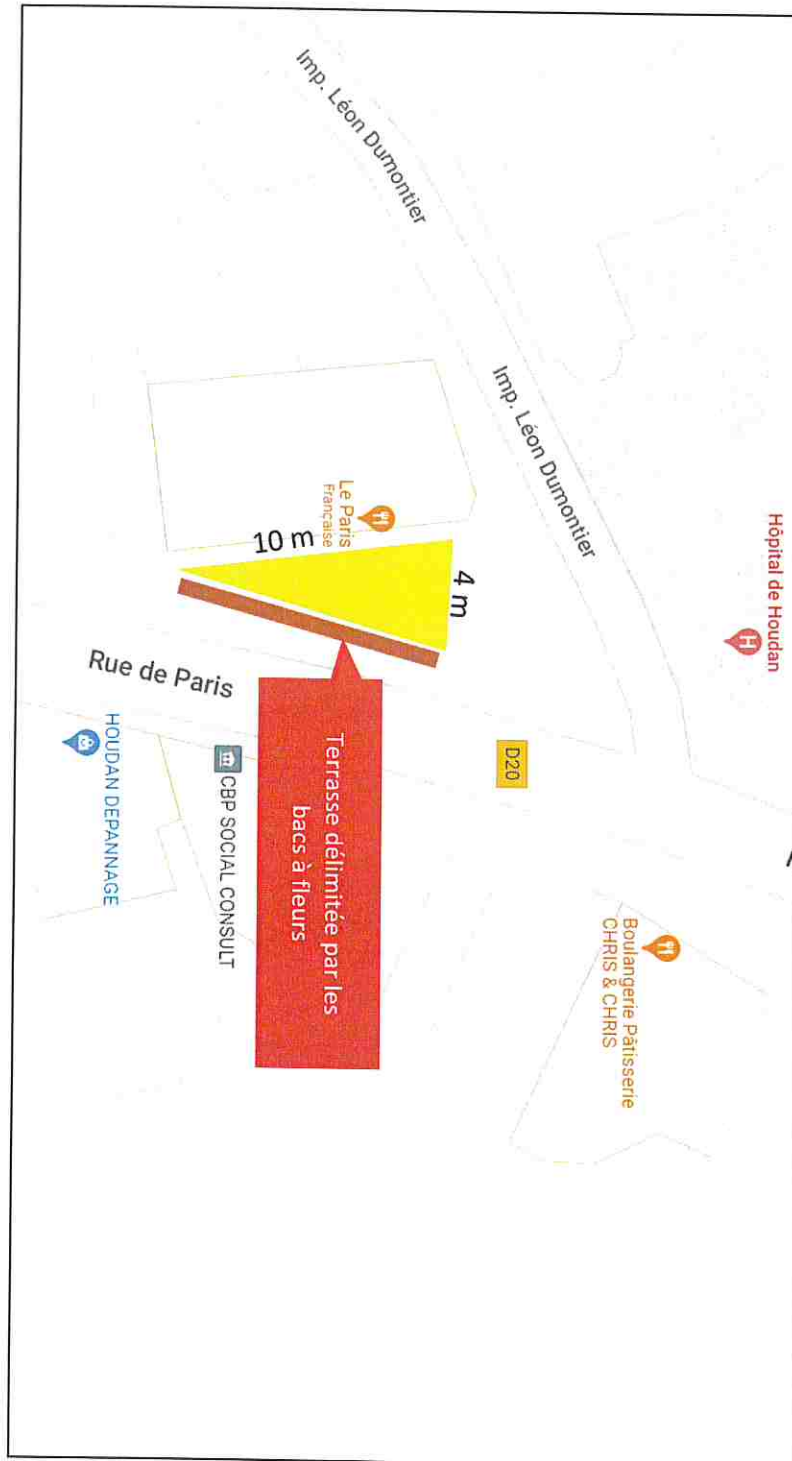 Imp. Léon Dumontier
Imp. Léon Dumontier
Hôpital de Houdan
H
Le Paris
Française
10 m
4 m
Rue de Paris
D20
Terrasse délimitée par les
bacs à fleurs
HOUDAN DEPANNAGE
CBP SOCIAL CONSULT
Boulangerie Pâtisserie
CHRIS & CHRIS